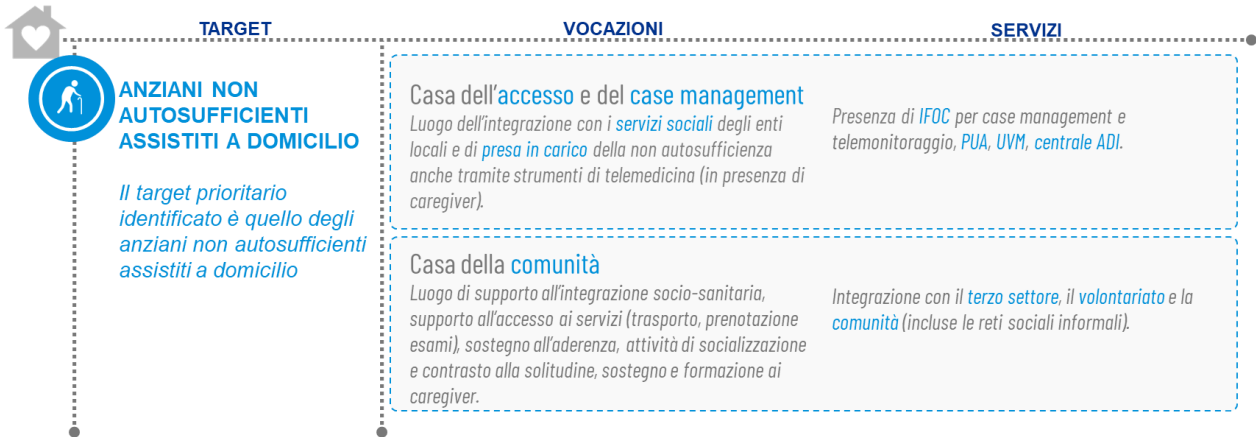 TARGET
VOCAZIONI
SERVIZI
ANZIANI NON
AUTOSUFFICIENTI
ASSISTITI A DOMICILIO
Il target prioritario
identificato è quello degli
anziani non autosufficienti
assistiti a domicilio
Casa dell'accesso e del case management
Luogo dell'integrazione con i servizi sociali degli enti
locali e di presa in carico della non autosufficienza
anche tramite strumenti di telemedicina (in presenza di
caregiver).
Presenza di IFOC per case management e
telemonitoraggio, PUA, UVM, centrale ADI.
Casa della comunità
Luogo di supporto all'integrazione socio-sanitaria,
supporto all'accesso ai servizi (trasporto, prenotazione
esami), sostegno all'aderenza, attività di socializzazione
e contrasto alla solitudine, sostegno e formazione ai
caregiver.
Integrazione con il terzo settore, il volontariato e la
comunità (incluse le reti sociali informali).